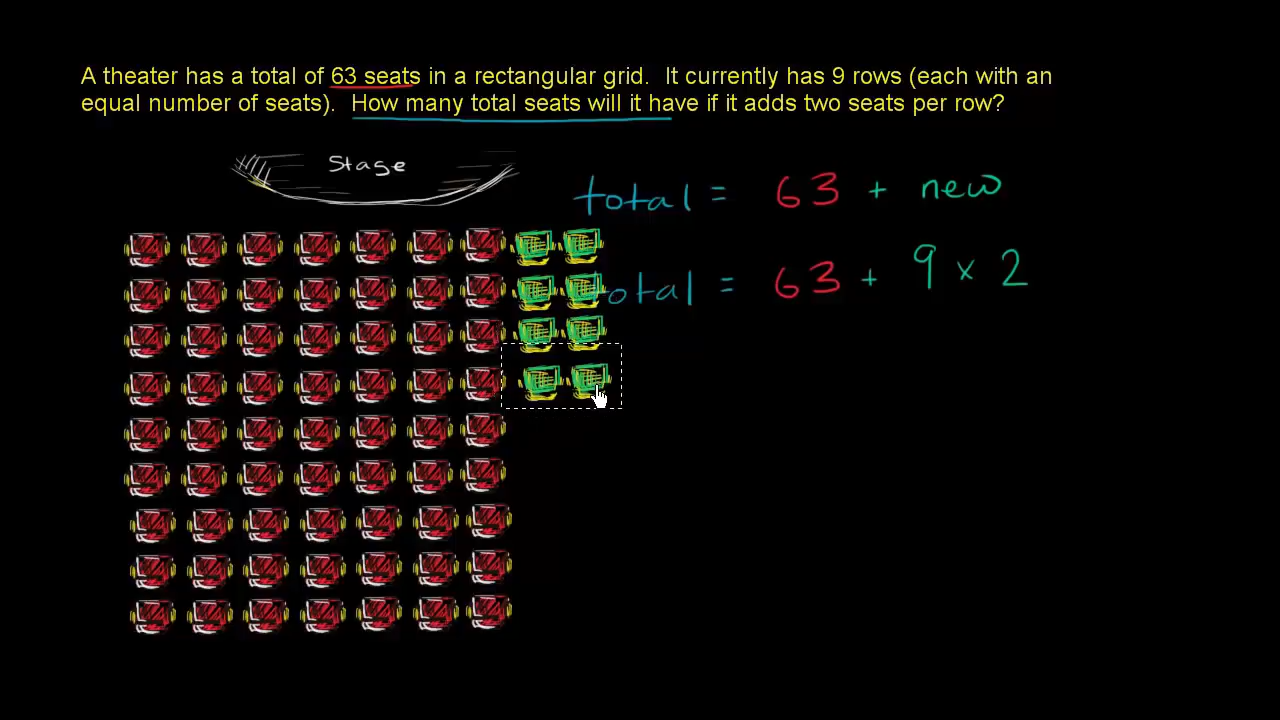 A theater has a total of 63 seats in a rectangular grid. It currently has 9 rows (each with an
equal number of seats). How many total seats will it have if it adds two seats per row?
Stage
total = 63 + new
total = 63 + 9 x 2